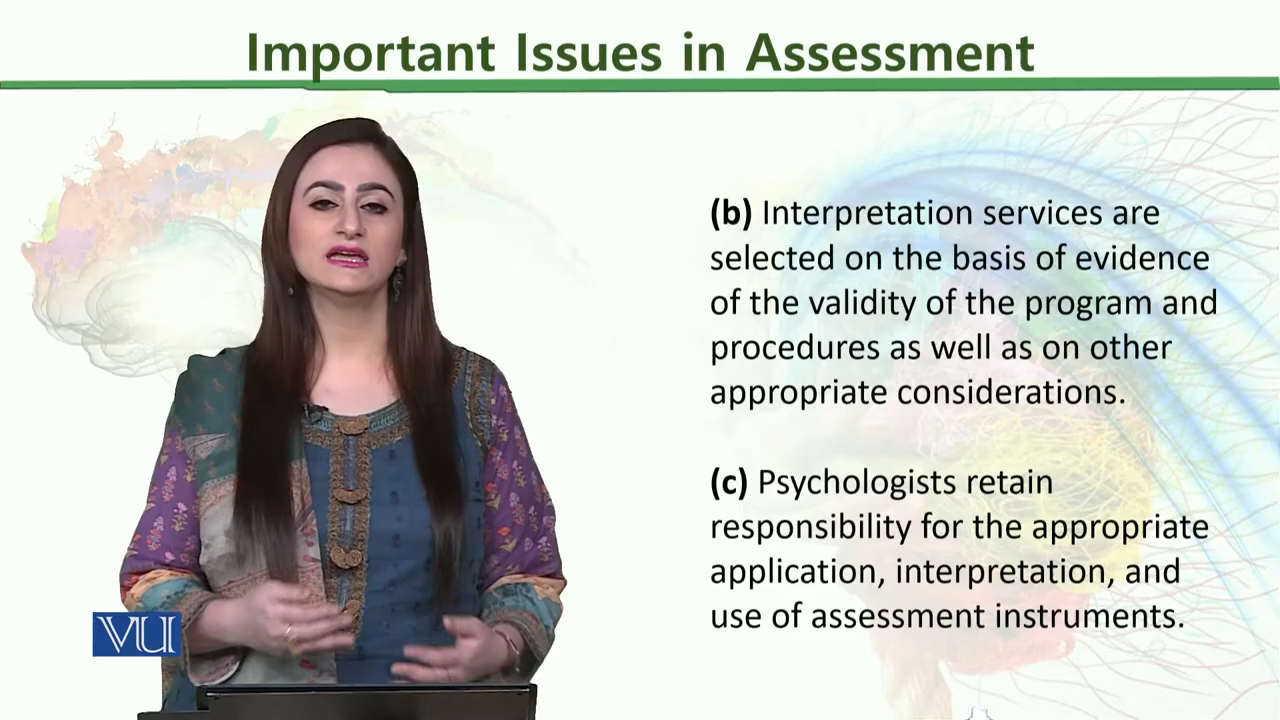 Important Issues in Assessment
(b) Interpretation services are
selected on the basis of evidence
of the validity of the program and
procedures as well as on other
appropriate considerations.
(c) Psychologists retain
responsibility for the appropriate
application, interpretation, and
use of assessment instruments.
VU